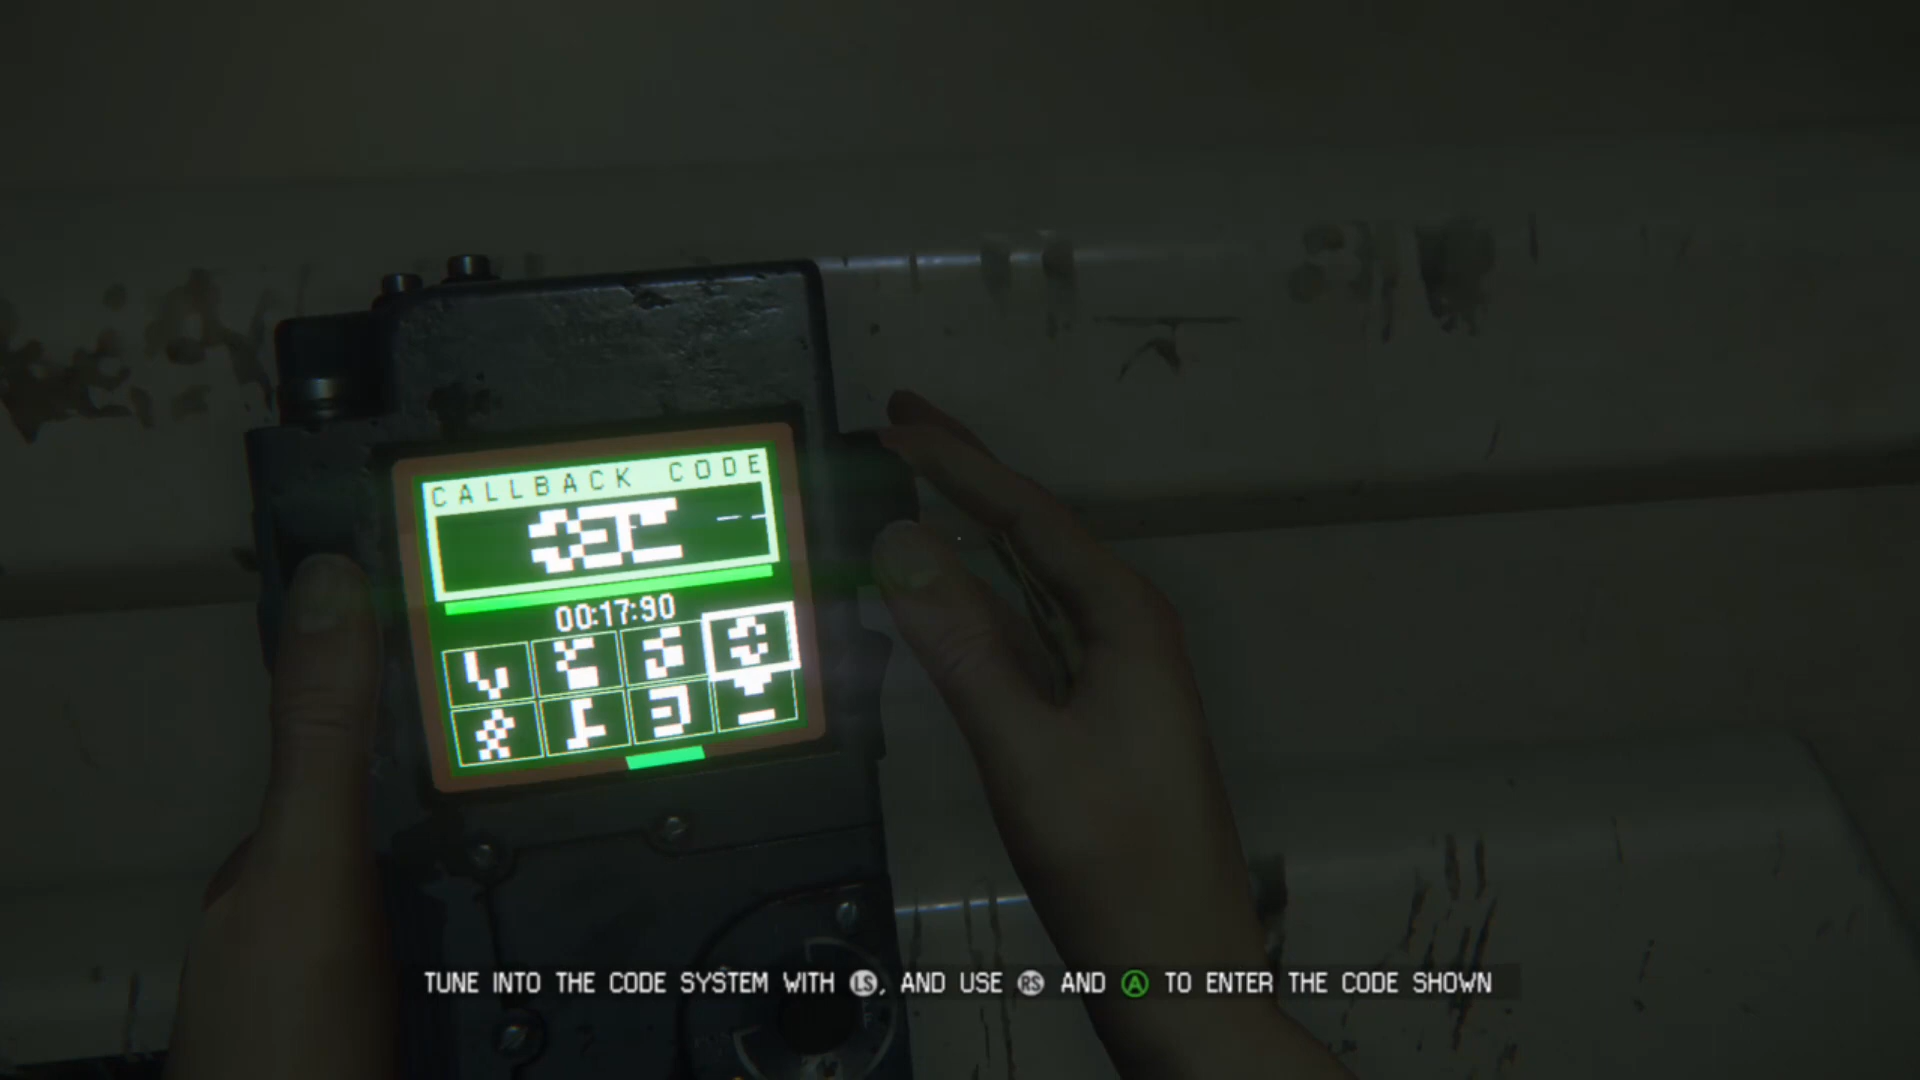 CALLBACK CODE
00:17:90
TUNE INTO THE CODE SYSTEM WITH LS, AND USE RS AND A TO ENTER THE CODE SHOWN